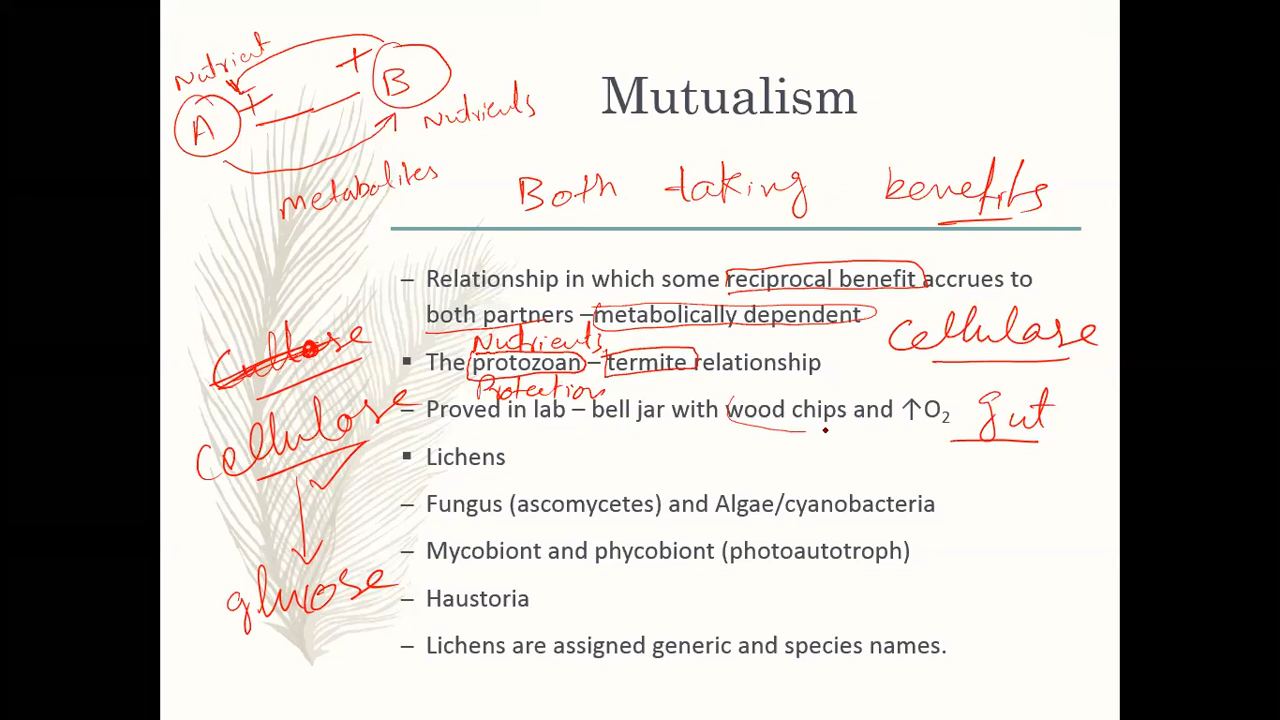 Nutrient
+
+
B
A
Nutrients
metabolites
Mutualism
Both taking benefits
– Relationship in which some reciprocal benefit accrues to
both partners –metabolically dependent
Nutrients
cellulase
▪ The protozoan – termite relationship
Protection
– Proved in lab – bell jar with wood chips and ↑O₂
gut
cellulose
▪ Lichens
– Fungus (ascomycetes) and Algae/cyanobacteria
– Mycobiont and phycobiont (photoautotroph)
glucose
– Haustoria
– Lichens are assigned generic and species names.